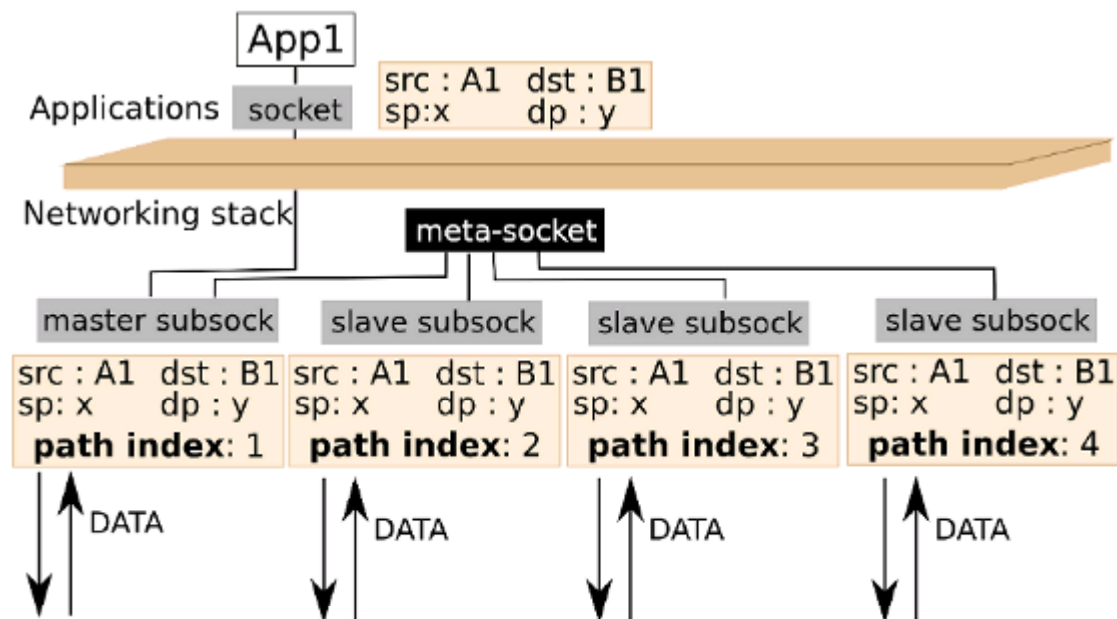 App1
Applications
socket
src : A1 dst : B1
sp:x dp : y
Networking stack
meta-socket
master subsock
slave subsock
slave subsock
slave subsock
src : A1 dst : B1
sp: x dp : y
path index: 1
src : A1 dst : B1
sp: x dp : y
path index: 2
src : A1 dst : B1
sp: x dp : y
path index: 3
src : A1 dst : B1
sp: x dp : y
path index: 4
DATA
DATA
DATA
DATA